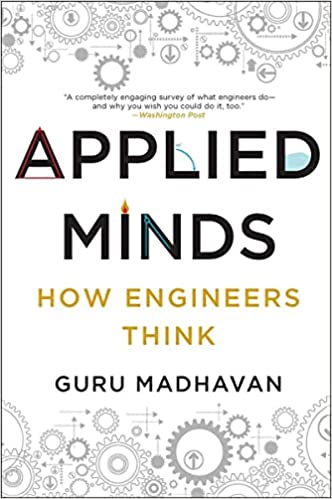 "A completely engaging survey of what engineers do—
and why you wish you could do it, too."
—Washington Post
APPLIED
MINDS
HOW ENGINEERS
THINK
GURU MADHAVAN